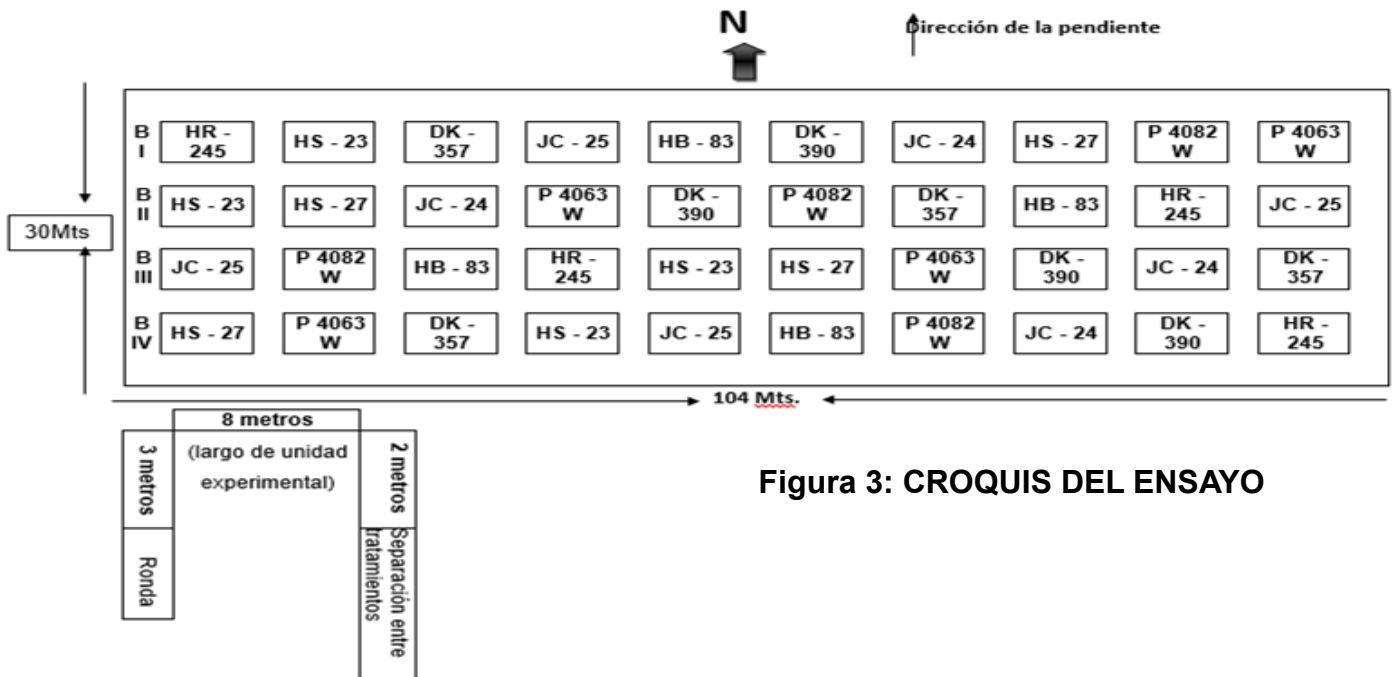 N
Dirección de la pendiente
B
I
HR -
245
HS - 23
DK -
357
JC - 25
HB - 83
DK -
390
JC - 24
HS - 27
P 4082
W
P 4063
W
B
II
HS - 23
HS - 27
JC - 24
P 4063
W
DK -
390
P 4082
W
DK -
357
HB - 83
HR -
245
JC - 25
30Mts
B
III
JC - 25
P 4082
W
HB - 83
HR -
245
HS - 23
HS - 27
P 4063
W
DK -
390
JC - 24
DK -
357
B
IV
HS - 27
P 4063
W
DK -
357
HS - 23
JC - 25
HB - 83
P 4082
W
JC - 24
DK -
390
HR -
245
104 Mts.
8 metros
(largo de unidad
experimental)
3 metros
Ronda
2 metros
Separación entre
tratamientos
Figura 3: CROQUIS DEL ENSAYO